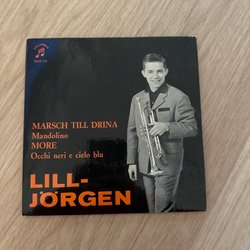 MARSCH TILL DRINA
Mandolino
MORE
Occhi neri e cielo blu
LILL-
JÖRGEN